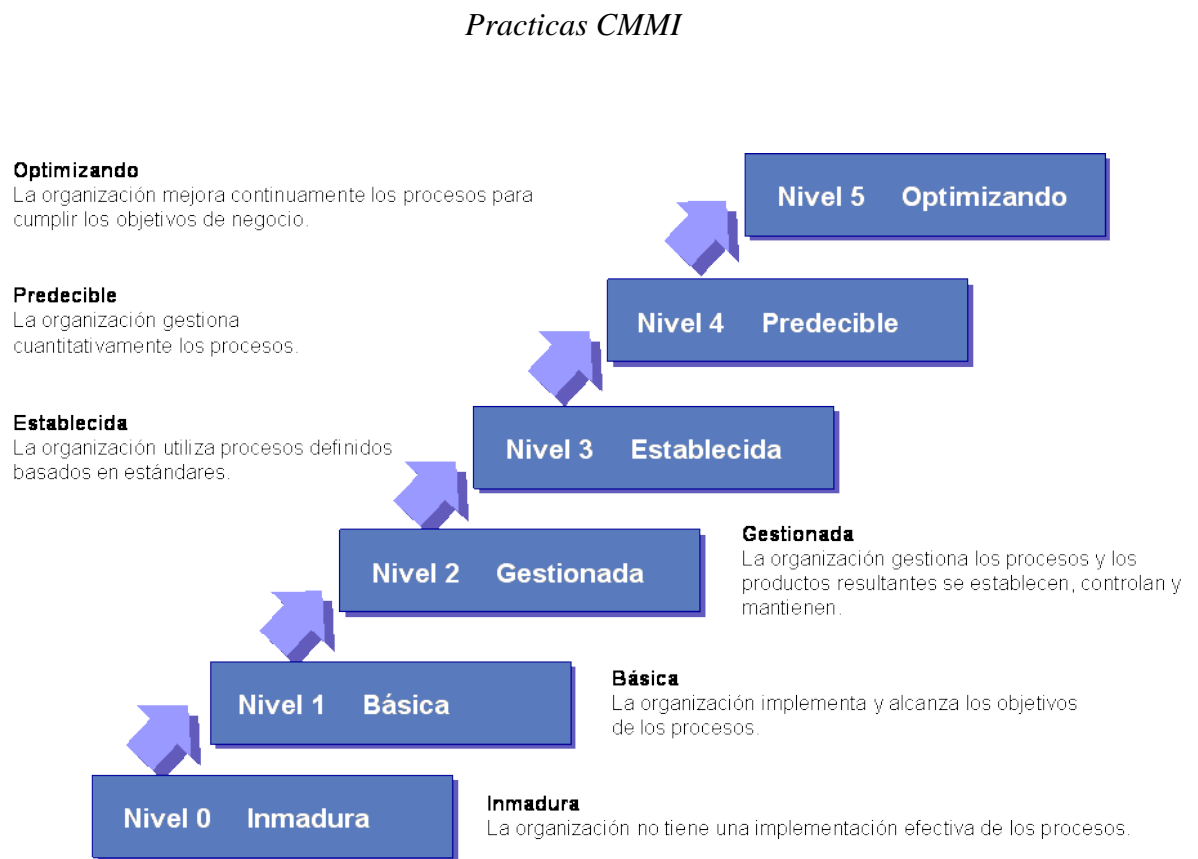 Practicas CMMI
Optimizando
La organización mejora continuamente los procesos para
cumplir los objetivos de negocio.
Nivel 5 Optimizando
Predecible
La organización gestiona
cuantitativamente los procesos.
Nivel 4 Predecible
Establecida
La organización utiliza procesos definidos
basados en estándares.
Nivel 3 Establecida
Nivel 2 Gestionada
Gestionada
La organización gestiona los procesos y los
productos resultantes se establecen, controlan y
mantienen.
Nivel 1 Básica
Básica
La organización implementa y alcanza los objetivos
de los procesos.
Nivel 0 Inmadura
Inmadura
La organización no tiene una implementación efectiva de los procesos.